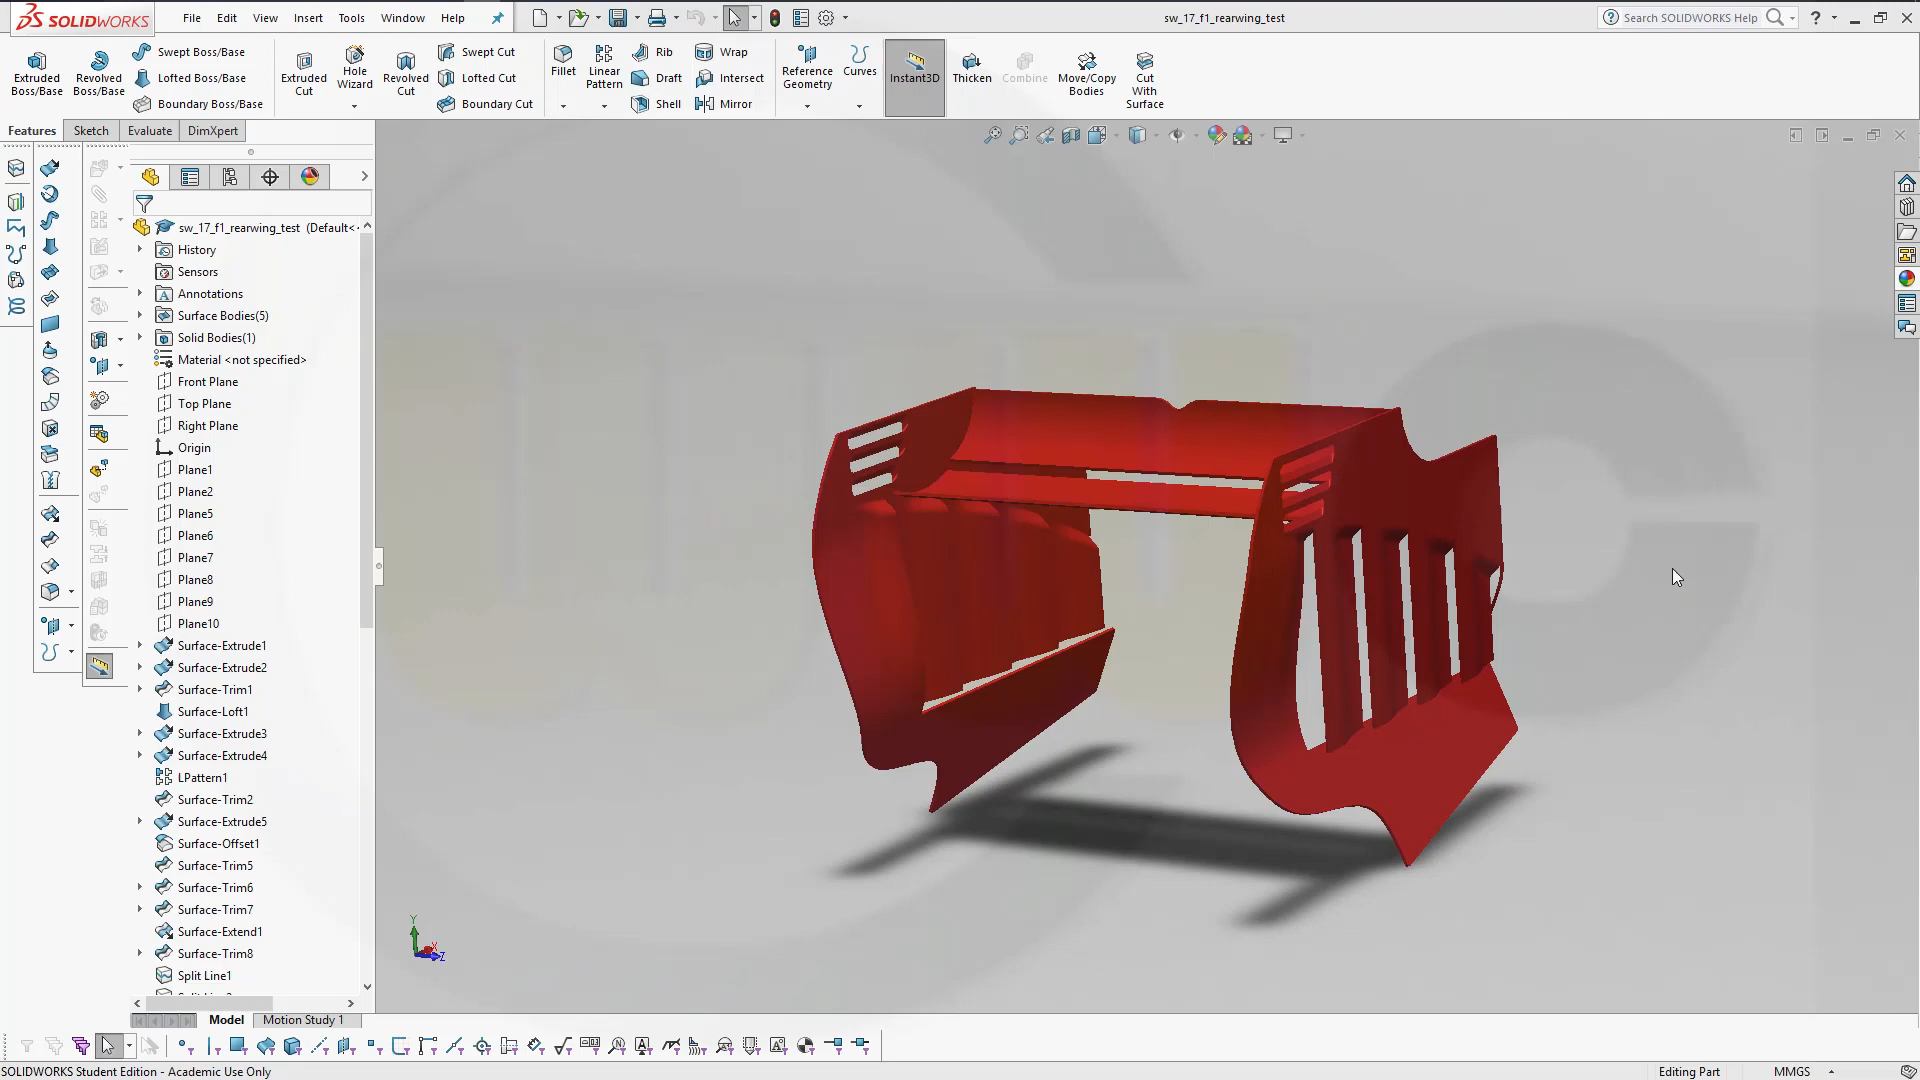 SOLIDWORKS
File Edit View Insert Tools Window Help
sw_17_f1_rearwing_test
Search SOLIDWORKS Help
Extruded Boss/Base
Revolved Boss/Base
Swept Boss/Base
Lofted Boss/Base
Boundary Boss/Base
Extruded Cut
Hole Wizard
Revolved Cut
Swept Cut
Lofted Cut
Boundary Cut
Fillet
Linear Pattern
Rib
Draft
Shell
Wrap
Intersect
Mirror
Reference Geometry
Curves
Instant3D
Thicken
Combine
Move/Copy Bodies
Cut With Surface
Features Sketch Evaluate DimXpert
sw_17_f1_rearwing_test (Default<
History
Sensors
Annotations
Surface Bodies(5)
Solid Bodies(1)
Material <not specified>
Front Plane
Top Plane
Right Plane
Origin
Plane1
Plane2
Plane5
Plane6
Plane7
Plane8
Plane9
Plane10
Surface-Extrude1
Surface-Extrude2
Surface-Trim1
Surface-Loft1
Surface-Extrude3
Surface-Extrude4
LPattern1
Surface-Trim2
Surface-Extrude5
Surface-Offset1
Surface-Trim5
Surface-Trim6
Surface-Trim7
Surface-Extend1
Surface-Trim8
Split Line1
Y
X
Z
Model Motion Study 1
SOLIDWORKS Student Edition - Academic Use Only
Editing Part
MMGS